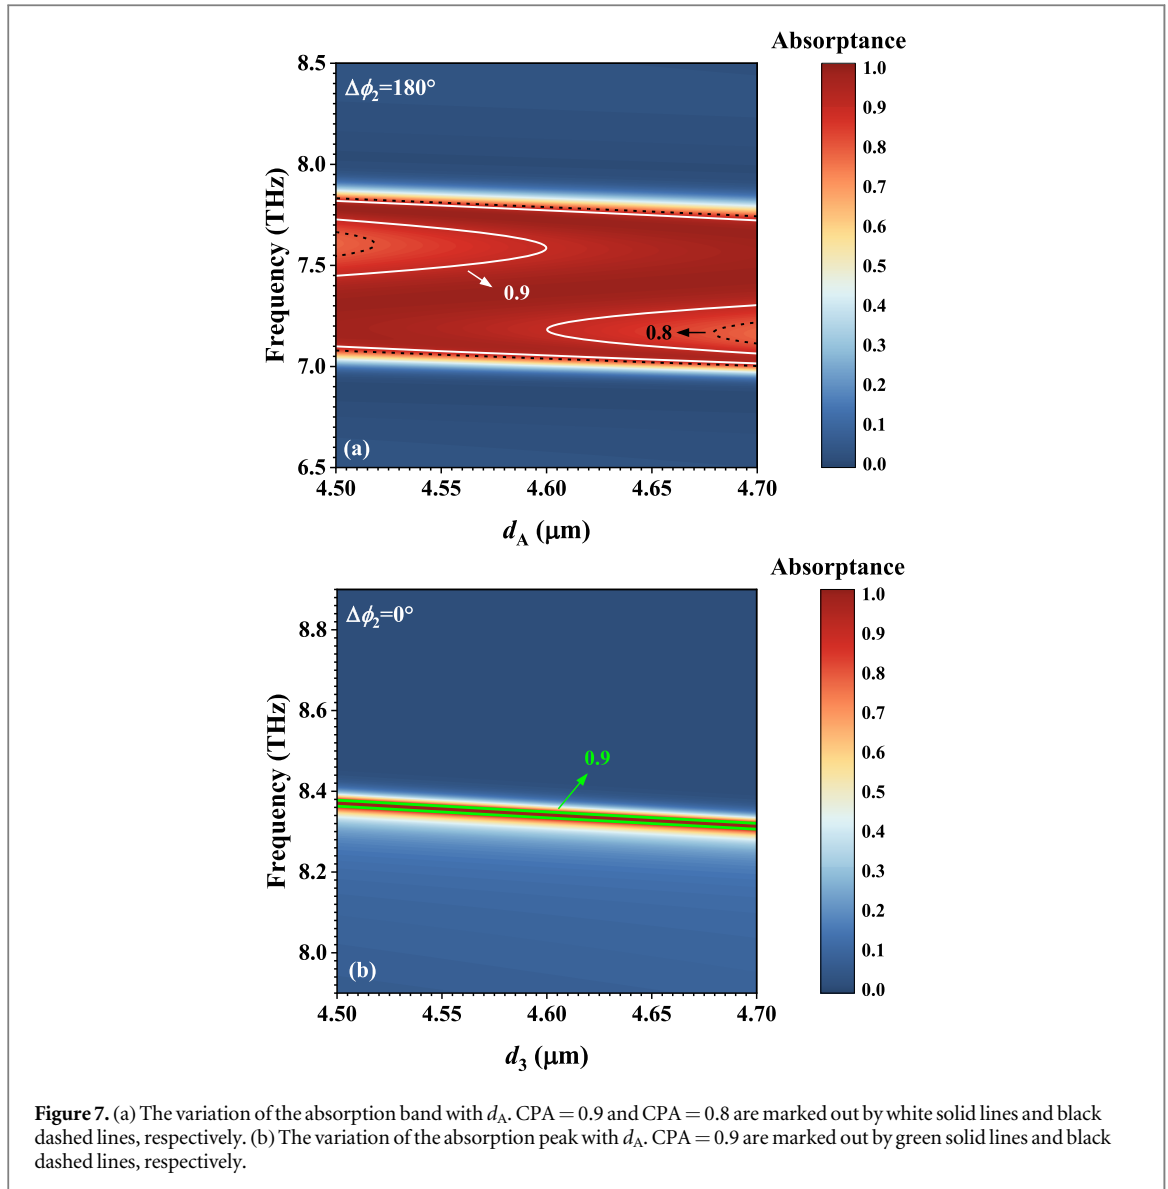 Absorptance
Δϕ2=180°
8.5
8.0
7.5
7.0
6.5
Frequency (THz)
0.9
0.8
(a)
4.50 4.55 4.60 4.65 4.70
dA (μm)
1.0
0.9
0.8
0.7
0.6
0.5
0.4
0.3
0.2
0.1
0.0
Absorptance
Δϕ2=0°
8.8
8.6
8.4
8.2
8.0
Frequency (THz)
0.9
(b)
4.50 4.55 4.60 4.65 4.70
d3 (μm)
1.0
0.9
0.8
0.7
0.6
0.5
0.4
0.3
0.2
0.1
0.0
Figure 7. (a) The variation of the absorption band with dA. CPA = 0.9 and CPA = 0.8 are marked out by white solid lines and black
dashed lines, respectively. (b) The variation of the absorption peak with dA. CPA = 0.9 are marked out by green solid lines and black
dashed lines, respectively.